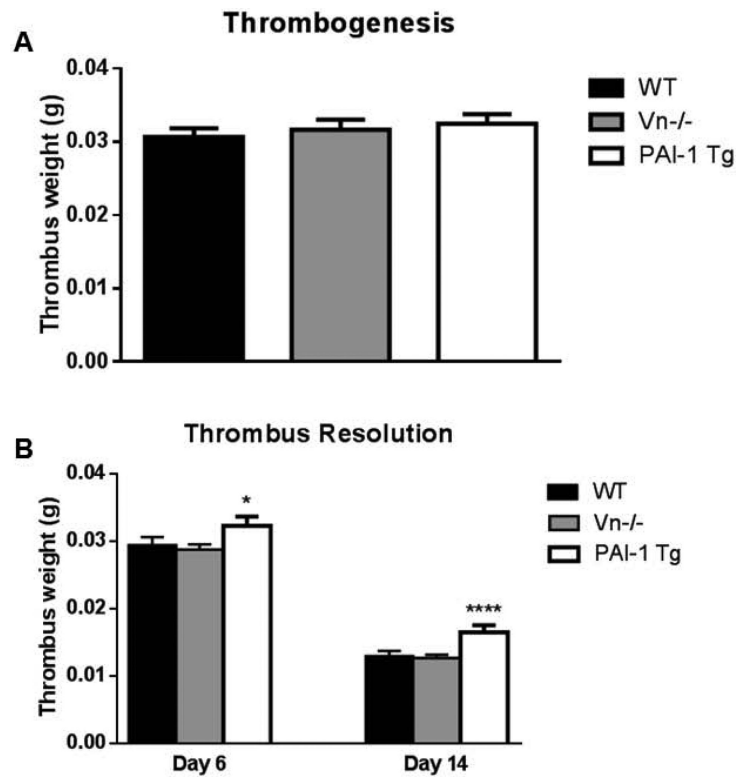 Thrombogenesis
A
Thrombus weight (g)
0.04
0.03
0.02
0.01
0.00
WT
Vn-/-
PAI-1 Tg
Thrombus Resolution
B
Thrombus weight (g)
0.04
0.03
0.02
0.01
0.00
*
****
Day 6
Day 14
WT
Vn-/-
PAI-1 Tg